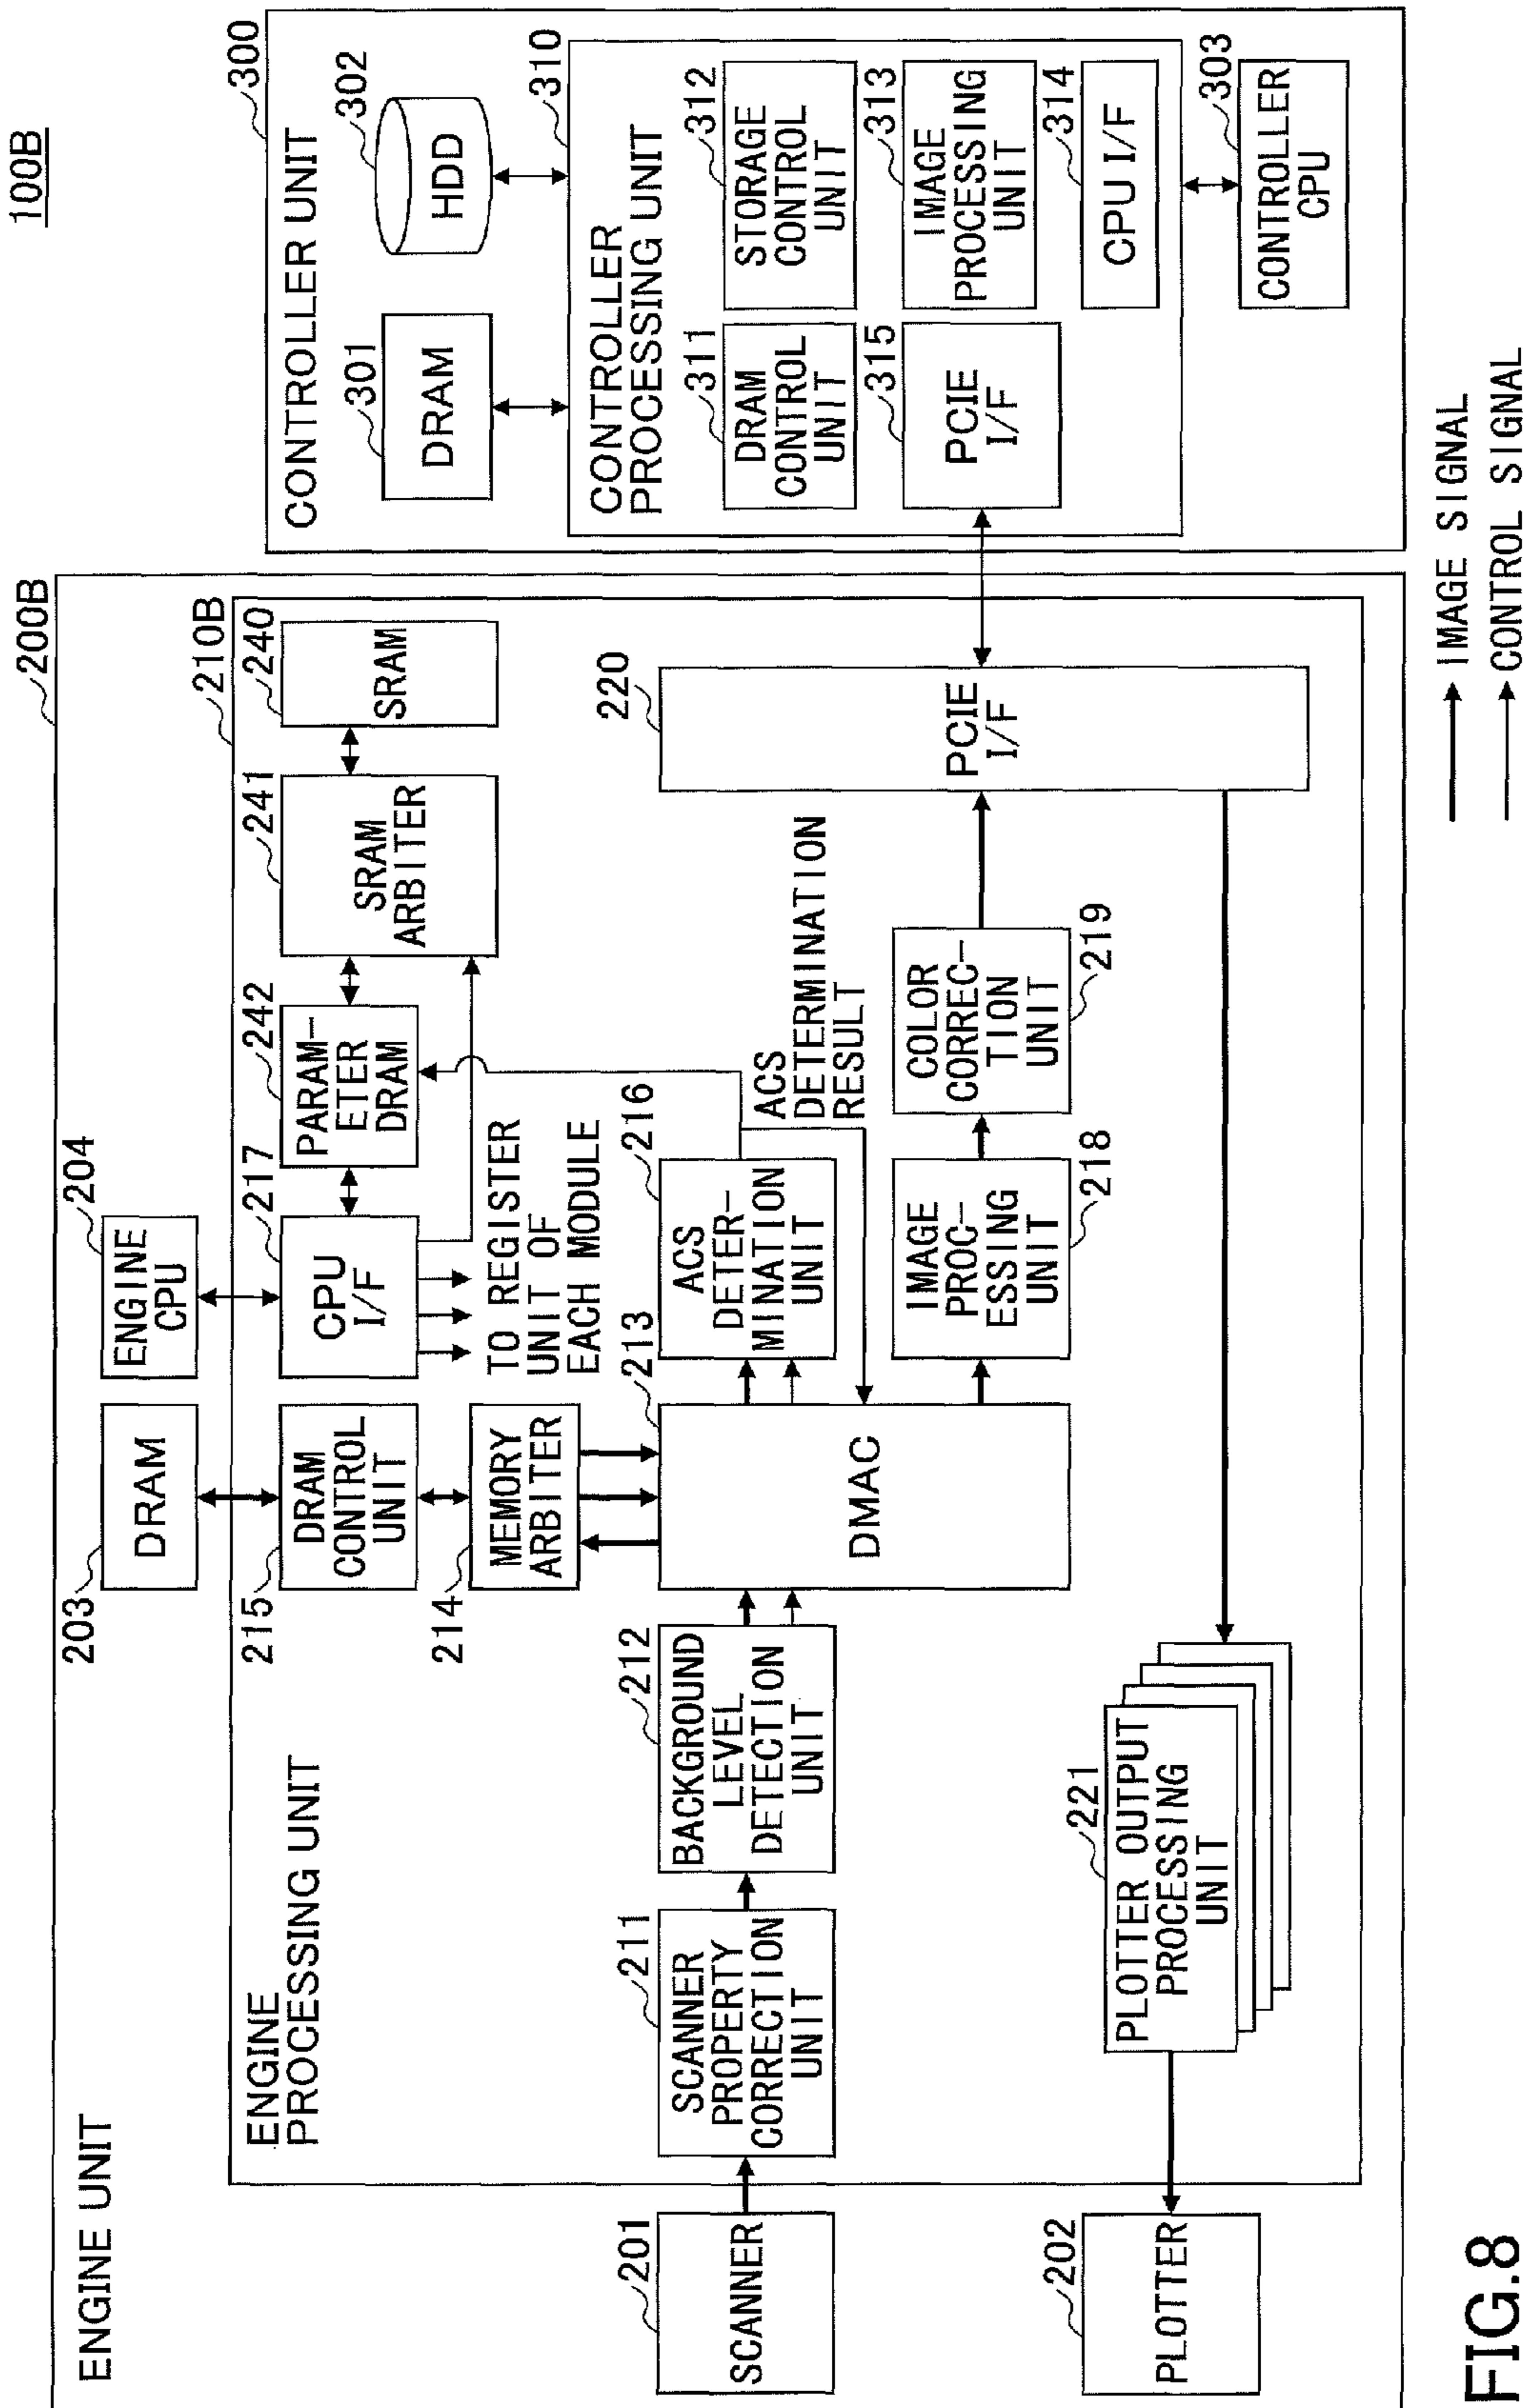 100B
ENGINE UNIT
200B
203
DRAM
204
ENGINE
CPU
ENGINE
PROCESSING UNIT
210B
215
DRAM
CONTROL
UNIT
217
CPU
I/F
242
PARAM-
ETER
DRAM
241
SRAM
ARBITER
240
SRAM
214
MEMORY
ARBITER
TO REGISTER
UNIT OF
EACH MODULE
201
SCANNER
211
SCANNER
PROPERTY
CORRECTION
UNIT
212
BACKGROUND
LEVEL
DETECTION
UNIT
213
DMAC
216
ACS
DETER-
MINATION
UNIT
ACS
DETERMINATION
RESULT
218
IMAGE
PROC-
ESSING
UNIT
219
COLOR
CORREC-
TION
UNIT
220
PCIE
I/F
202
PLOTTER
221
PLOTTER OUTPUT
PROCESSING
UNIT
300
CONTROLLER UNIT
301
DRAM
302
HDD
310
CONTROLLER
PROCESSING UNIT
311
DRAM
CONTROL
UNIT
312
STORAGE
CONTROL
UNIT
315
PCIE
I/F
313
IMAGE
PROCESSING
UNIT
314
CPU I/F
303
CONTROLLER
CPU
IMAGE SIGNAL
CONTROL SIGNAL
FIG.8